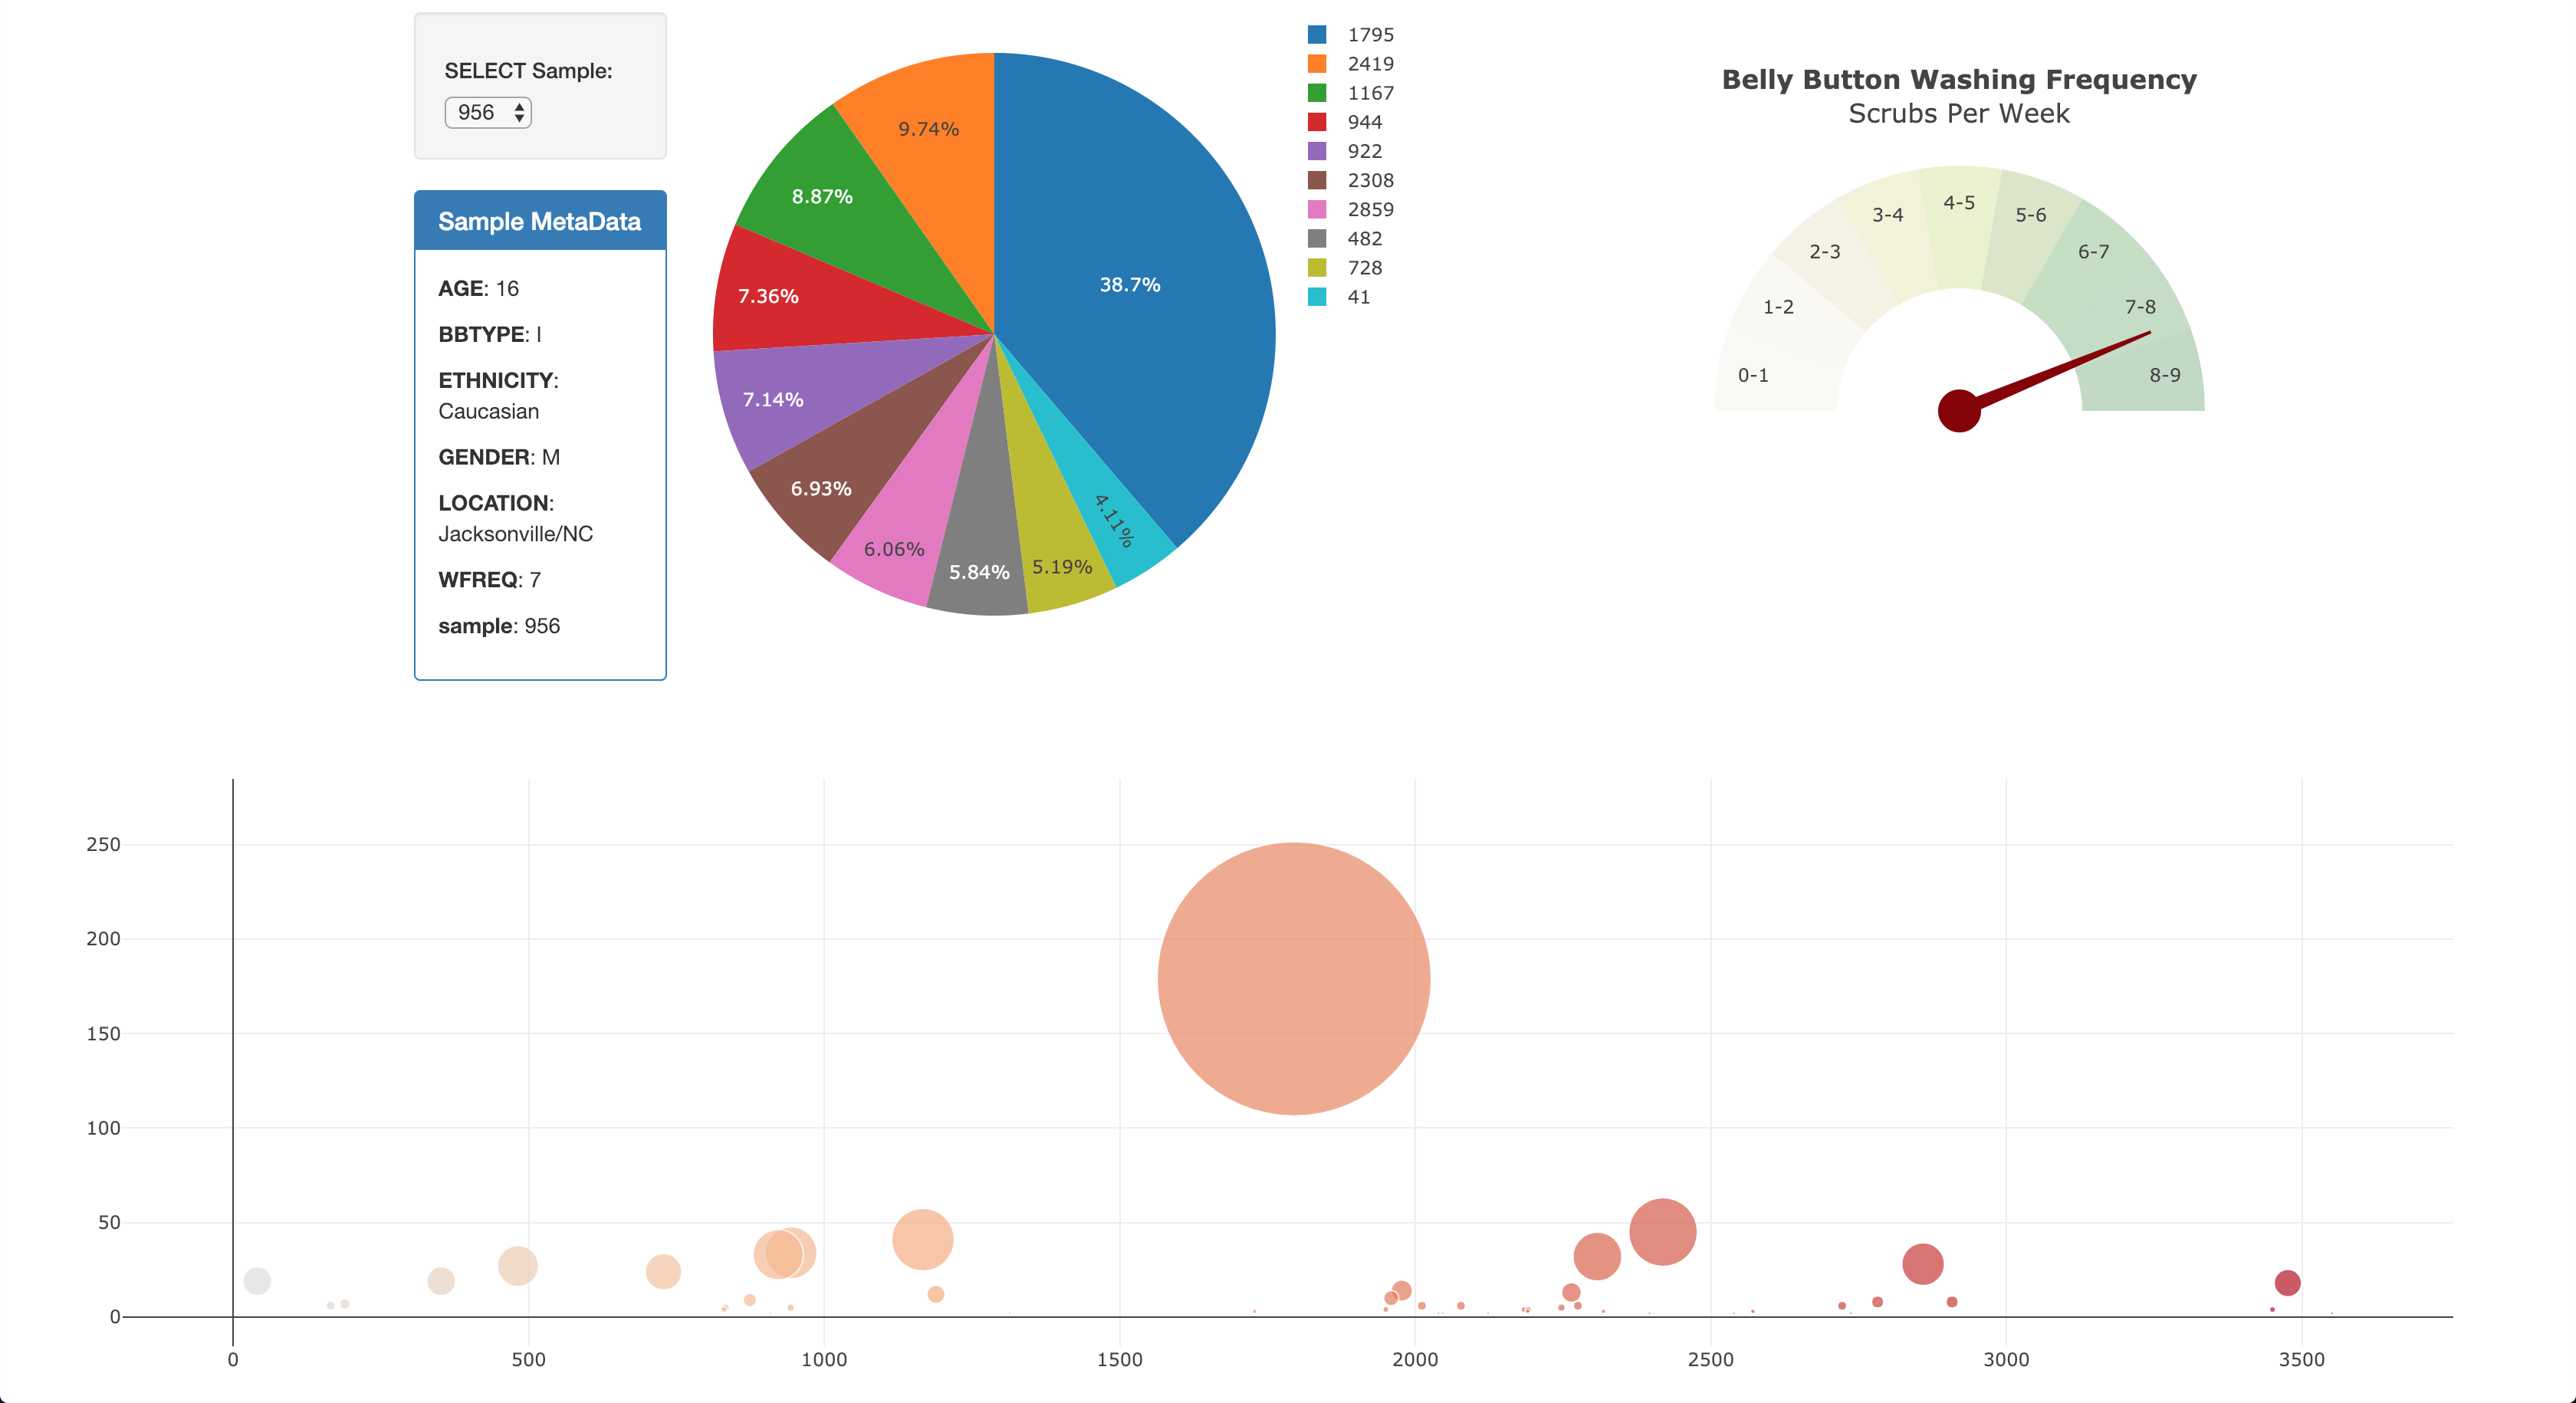 SELECT Sample:
956
Sample MetaData
AGE: 16
BBTYPE: I
ETHNICITY:
Caucasian
GENDER: M
LOCATION:
Jacksonville/NC
WFREQ: 7
sample: 956
38.7%
9.74%
8.87%
7.36%
7.14%
6.93%
6.06%
5.84%
5.19%
4.11%
1795
2419
1167
944
922
2308
2859
482
728
41
Belly Button Washing Frequency
Scrubs Per Week
0-1
1-2
2-3
3-4
4-5
5-6
6-7
7-8
8-9
250
200
150
100
50
0
0 500 1000 1500 2000 2500 3000 3500